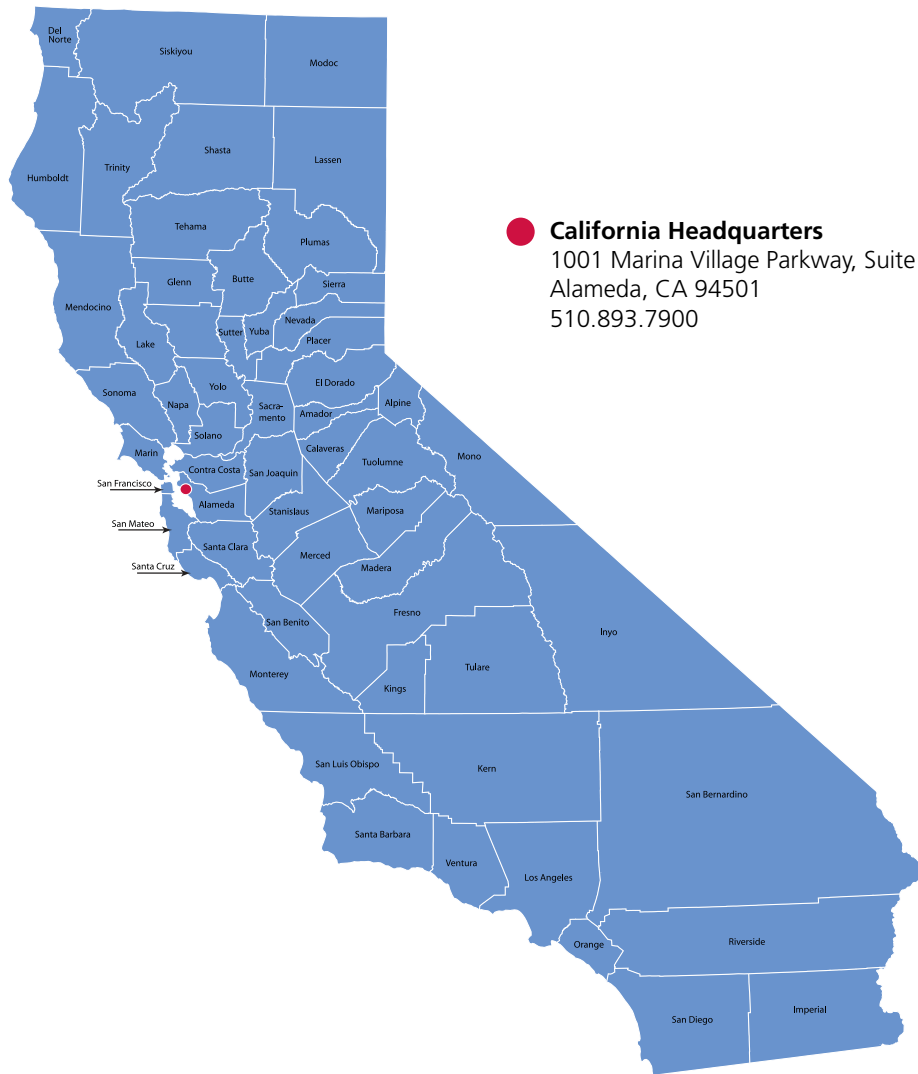 Del
Norte
Siskiyou
Modoc
Humboldt
Trinity
Shasta
Lassen
Tehama
Plumas
Mendocino
Glenn
Butte
Sierra
Lake
Sutter
Yuba
Nevada
Placer
Sonoma
Napa
Yolo
Sacra-
mento
El Dorado
Alpine
Amador
Solano
Marin
Calaveras
Tuolumne
Mono
Contra Costa
San Joaquin
San Francisco
Alameda
Stanislaus
Mariposa
San Mateo
Santa Clara
Merced
Madera
Santa Cruz
San Benito
Fresno
Inyo
Monterey
Kings
Tulare
San Luis Obispo
Kern
San Bernardino
Santa Barbara
Ventura
Los Angeles
Orange
Riverside
San Diego
Imperial
California Headquarters
1001 Marina Village Parkway, Suite
Alameda, CA 94501
510.893.7900